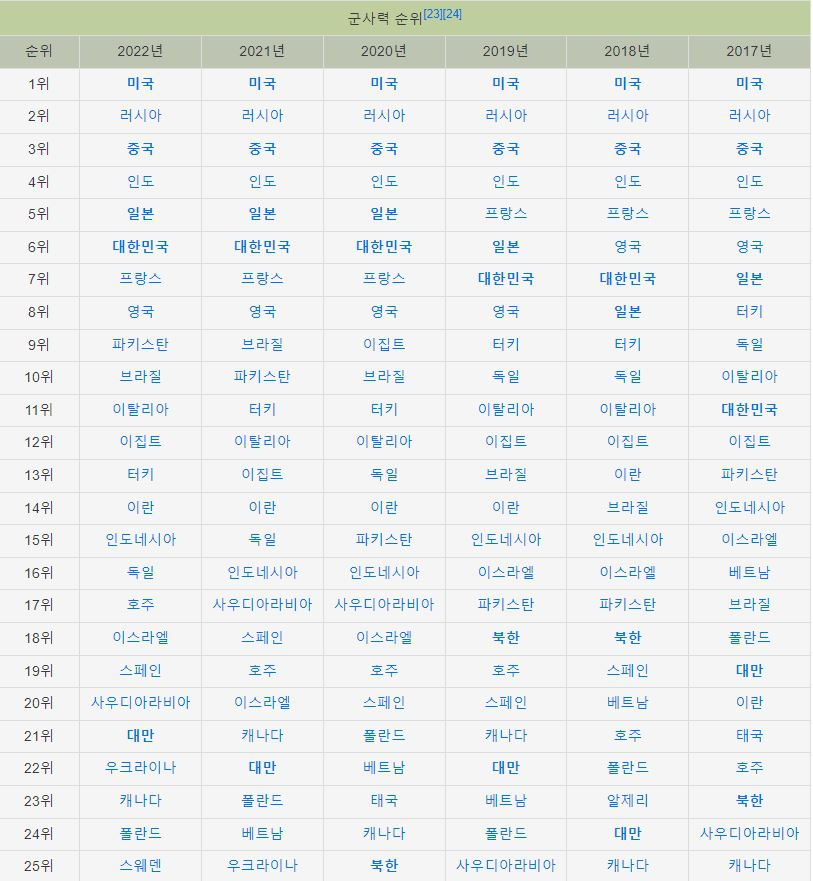 군사력 순위[23][24]
순위 2022년 2021년 2020년 2019년 2018년 2017년
1위 미국 미국 미국 미국 미국 미국
2위 러시아 러시아 러시아 러시아 러시아 러시아
3위 중국 중국 중국 중국 중국 중국
4위 인도 인도 인도 인도 인도 인도
5위 일본 일본 일본 프랑스 프랑스 프랑스
6위 대한민국 대한민국 대한민국 일본 영국 영국
7위 프랑스 프랑스 프랑스 대한민국 대한민국 일본
8위 영국 영국 영국 영국 일본 터키
9위 파키스탄 브라질 이집트 터키 터키 독일
10위 브라질 파키스탄 브라질 독일 독일 이탈리아
11위 이탈리아 터키 터키 이탈리아 이탈리아 대한민국
12위 이집트 이탈리아 이탈리아 이집트 이집트 이집트
13위 터키 이집트 독일 브라질 이란 파키스탄
14위 이란 이란 이란 이란 브라질 인도네시아
15위 인도네시아 독일 파키스탄 인도네시아 인도네시아 이스라엘
16위 독일 인도네시아 인도네시아 이스라엘 이스라엘 베트남
17위 호주 사우디아라비아 사우디아라비아 파키스탄 파키스탄 브라질
18위 이스라엘 스페인 이스라엘 북한 북한 폴란드
19위 스페인 호주 호주 호주 스페인 대만
20위 사우디아라비아 이스라엘 스페인 스페인 베트남 이란
21위 대만 캐나다 폴란드 캐나다 호주 태국
22위 우크라이나 대만 베트남 대만 폴란드 호주
23위 캐나다 폴란드 태국 베트남 알제리 북한
24위 폴란드 베트남 캐나다 폴란드 대만 사우디아라비아
25위 스웨덴 우크라이나 북한 사우디아라비아 캐나다 캐나다